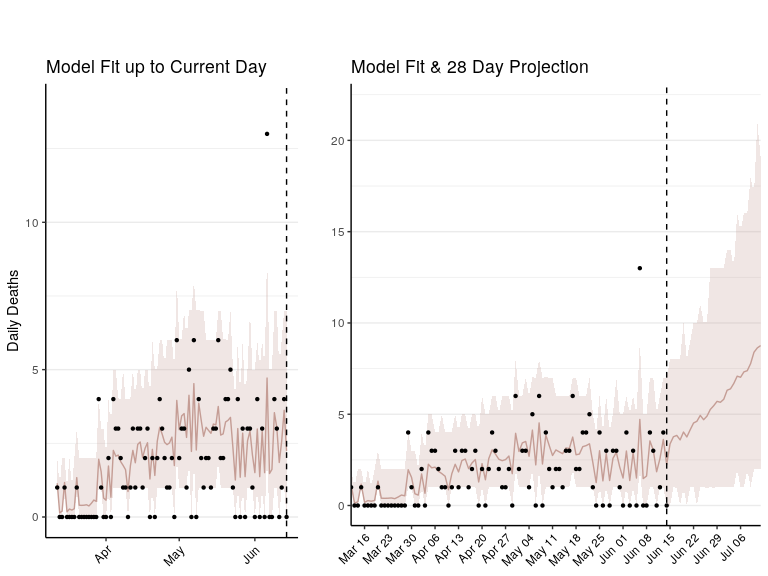 Model Fit up to Current Day
Model Fit & 28 Day Projection
Daily Deaths
10
5
0
Apr
May
Jun
20
15
10
5
0
Mar 16
Mar 23
Mar 30
Apr 06
Apr 13
Apr 20
Apr 27
May 04
May 11
May 18
May 25
Jun 01
Jun 08
Jun 15
Jun 22
Jun 29
Jul 06